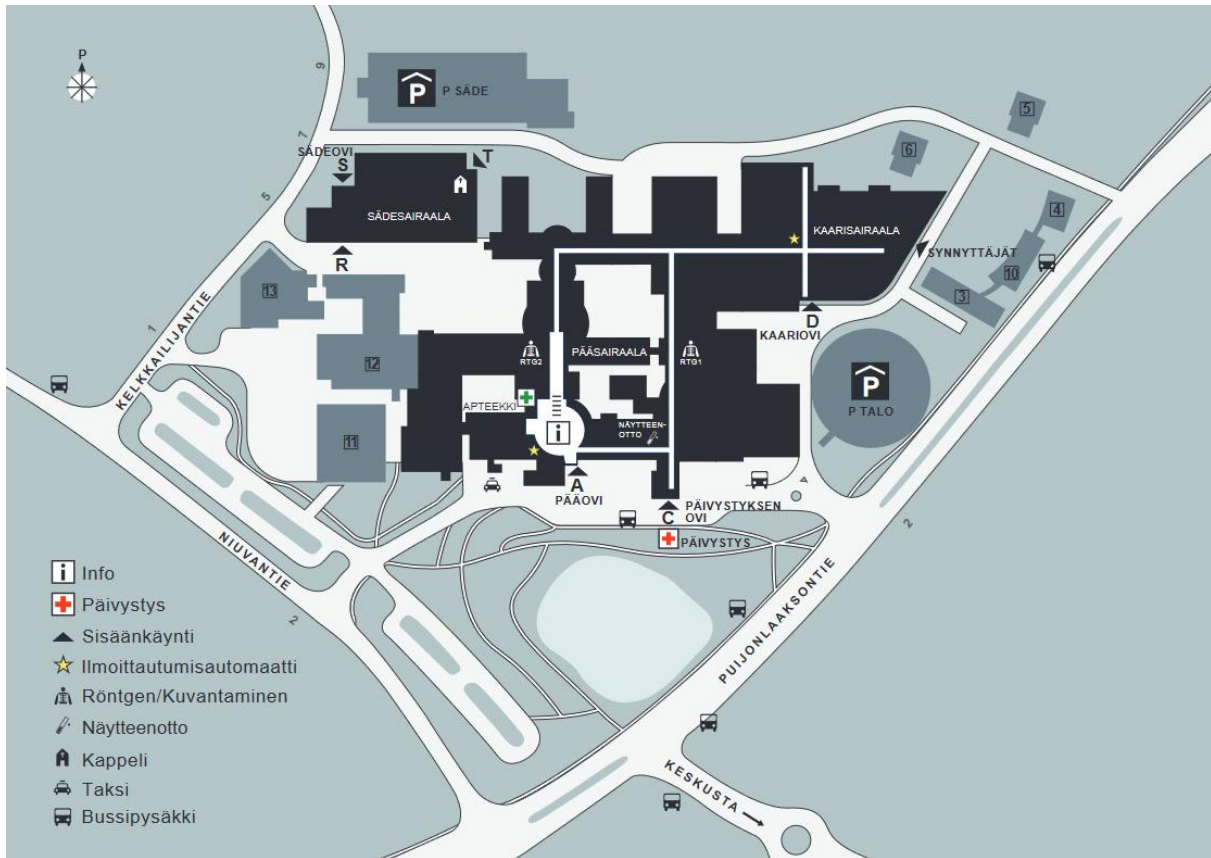 P
9
P
P SÄDE
7
SÄDEOVI
S
T
5
SÄDESAIRAALA
R
KAARISAIRAALA
5
6
4
SYNNYTTÄJÄT
10
3
D
KAARIOVI
13
12
11
KELKKAILIJANTIE
1
RTG2
PÄÄSAIRAALA
RTG1
P
P TALO
APTEEKKI
i
NÄYTTEEN-
OTTO
A
PÄÄOVI
C
PÄIVYSTYKSEN
OVI
PÄIVYSTYS
NIUVANTIE
2
2
PUIJONLAAKSONTIE
KESKUSTA
i Info
Päivystys
Sisäänkäynti
Ilmoittautumisautomaatti
Röntgen/Kuvantaminen
Näytteenotto
Kappeli
Taksi
Bussipysäkki